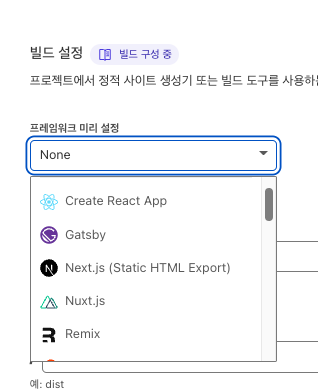 빌드 설정 빌드 구성 중
프로젝트에서 정적 사이트 생성기 또는 빌드 도구를 사용하는
프레임워크 미리 설정
None
Create React App
Gatsby
Next.js (Static HTML Export)
Nuxt.js
Remix
예: dist